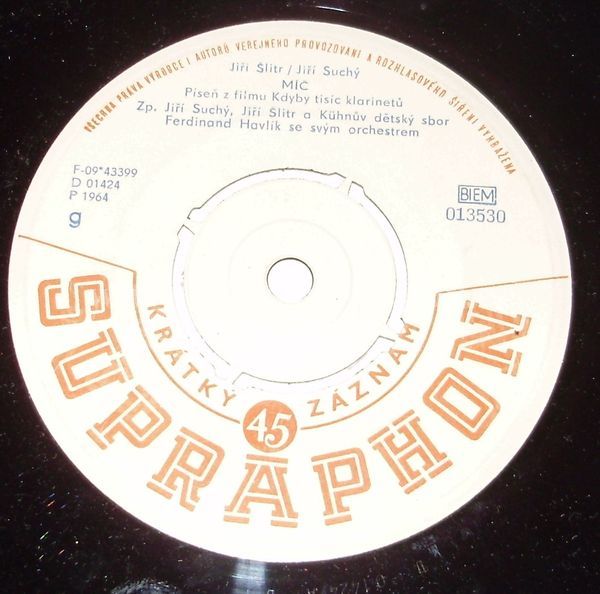 VŠECHNA PRÁVA VÝROBCE I AUTORŮ VEŘEJNÉHO PROVOZOVÁNÍ A ROZHLASOVÉHO ŠÍŘENÍ VYHRAŽENA
Jiří Šlitr / Jiří Suchý
MÍČ
Píseň z filmu Kdyby tisíc klarinetů
Zp. Jiří Suchý, Jiří Šlitr a Kühnův dětský sbor
Ferdinand Havlík se svým orchestrem
F-09*43399
D 01424
P 1964
g
BIEM
013530
KRÁTKÝ 45 ZÁZNAM
SUPRAPHON